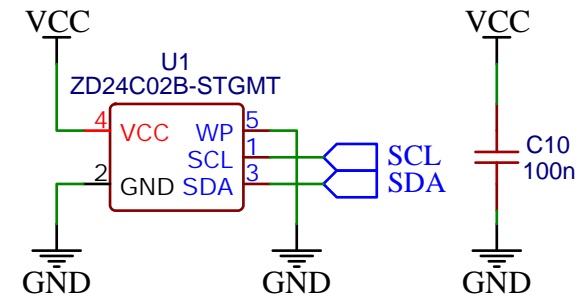 VCC
VCC
U1
ZD24C02B-STGMT
4 VCC WP 5
SCL 1 SCL
2 GND SDA 3 SDA
C10
100n
GND
GND
GND